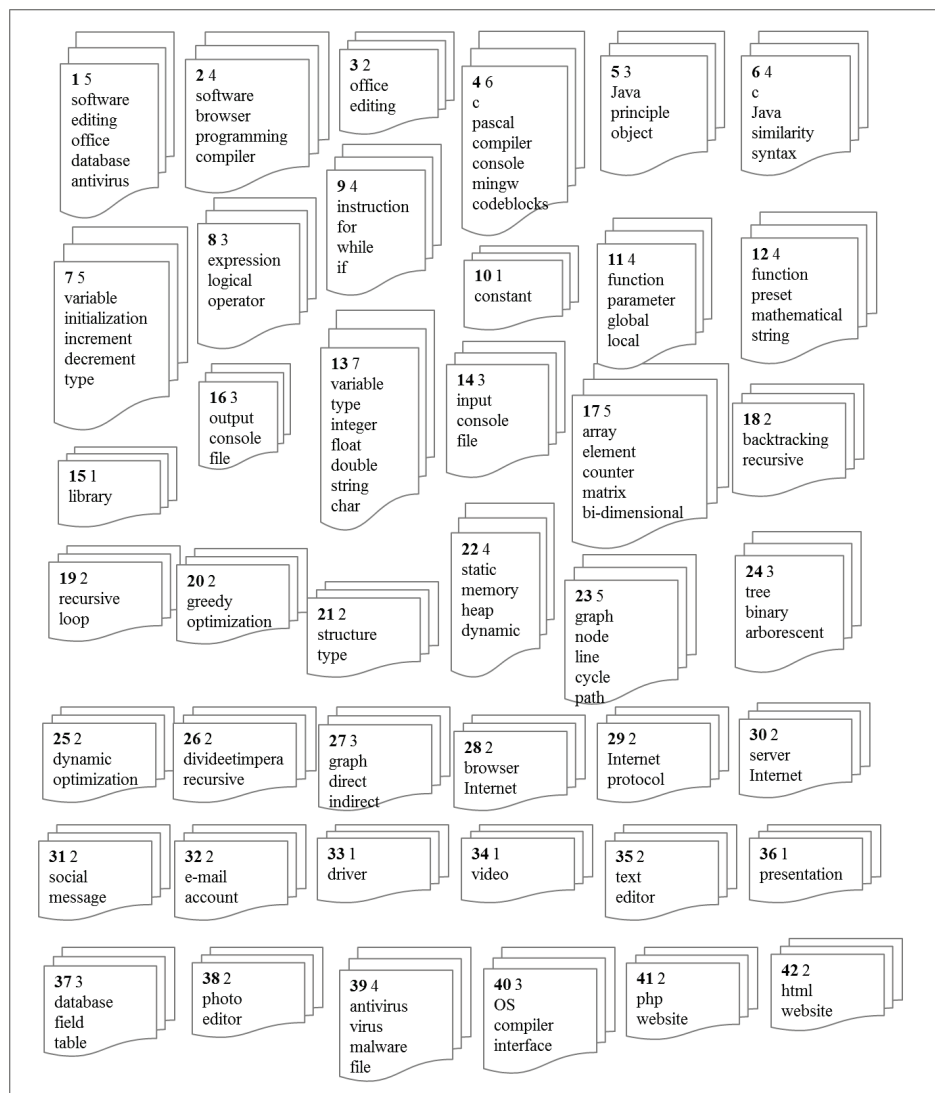 1 5
software
editing
office
database
antivirus
2 4
software
browser
programming
compiler
3 2
office
editing
4 6
c
pascal
compiler
console
mingw
codeblocks
5 3
Java
principle
object
6 4
c
Java
similarity
syntax
7 5
variable
initialization
increment
decrement
type
8 3
expression
logical
operator
9 4
instruction
for
while
if
10 1
constant
11 4
function
parameter
global
local
12 4
function
preset
mathematical
string
13 7
variable
type
integer
float
double
string
char
14 3
input
console
file
15 1
library
16 3
output
console
file
17 5
array
element
counter
matrix
bi-dimensional
18 2
backtracking
recursive
19 2
recursive
loop
20 2
greedy
optimization
21 2
structure
type
22 4
static
memory
heap
dynamic
23 5
graph
node
line
cycle
path
24 3
tree
binary
arborescent
25 2
dynamic
optimization
26 2
divideetimpera
recursive
27 3
graph
direct
indirect
28 2
browser
Internet
29 2
Internet
protocol
30 2
server
Internet
31 2
social
message
32 2
e-mail
account
33 1
driver
34 1
video
35 2
text
editor
36 1
presentation
37 3
database
field
table
38 2
photo
editor
39 4
antivirus
virus
malware
file
40 3
OS
compiler
interface
41 2
php
website
42 2
html
website